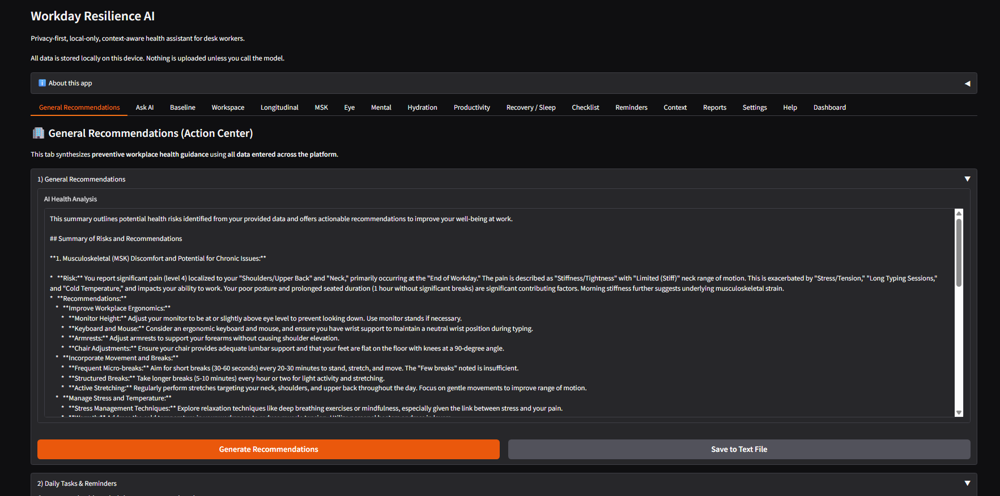 Workday Resilience AI
Privacy-first, local-only, context-aware health assistant for desk workers.
All data is stored locally on this device. Nothing is uploaded unless you call the model.
ℹ️ About this app
General Recommendations Ask AI Baseline Workspace Longitudinal MSK Eye Mental Hydration Productivity Recovery / Sleep Checklist Reminders Context Reports Settings Help Dashboard
General Recommendations (Action Center)
This tab synthesizes preventive workplace health guidance using all data entered across the platform.
1) General Recommendations
AI Health Analysis
This summary outlines potential health risks identified from your provided data and offers actionable recommendations to improve your well-being at work.
## Summary of Risks and Recommendations
**1. Musculoskeletal (MSK) Discomfort and Potential for Chronic Issues:**
* **Risk:** You report significant pain (level 4) localized to your "Shoulders/Upper Back" and "Neck," primarily occurring at the "End of Workday." The pain is described as "Stiffness/Tightness" with "Limited (Stiff)" neck range of motion. This is exacerbated by "Stress/Tension," "Long Typing Sessions,"
and "Cold Temperature," and impacts your ability to work. Your poor posture and prolonged seated duration (1 hour without significant breaks) are significant contributing factors. Morning stiffness further suggests underlying musculoskeletal strain.
* **Recommendations:**
* **Improve Workplace Ergonomics:**
* **Monitor Height:** Adjust your monitor to be at or slightly above eye level to prevent looking down. Use monitor stands if necessary.
* **Keyboard and Mouse:** Consider an ergonomic keyboard and mouse, and ensure you have wrist support to maintain a neutral wrist position during typing.
* **Armrests:** Adjust armrests to support your forearms without causing shoulder elevation.
* **Chair Adjustments:** Ensure your chair provides adequate lumbar support and that your feet are flat on the floor with knees at a 90-degree angle.
* **Incorporate Movement and Breaks:**
* **Frequent Micro-breaks:** Aim for short breaks (30-60 seconds) every 20-30 minutes to stand, stretch, and move. The "Few breaks" noted is insufficient.
* **Structured Breaks:** Take longer breaks (5-10 minutes) every hour or two for light activity and stretching.
* **Active Stretching:** Regularly perform stretches targeting your neck, shoulders, and upper back throughout the day. Focus on gentle movements to improve range of motion.
* **Manage Stress and Temperature:**
* **Stress Management Techniques:** Explore relaxation techniques like deep breathing exercises or mindfulness, especially given the link between stress and your pain.
Generate Recommendations
Save to Text File
2) Daily Tasks & Reminders